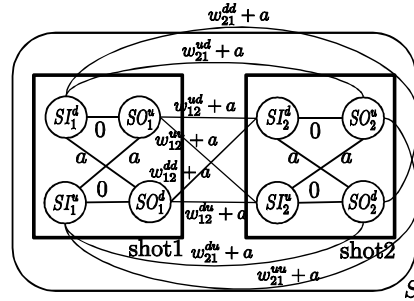 w_{21}^{dd} + a
w_{21}^{ud} + a
SI_1^d 0 SO_1^u w_{12}^{ud} + a SI_2^d 0 SO_2^u
w_{12}^{uu} + a
a a w_{12}^{dd} + a a a
SI_1^u 0 SO_1^d w_{12}^{du} + a SI_2^u 0 SO_2^d
shot1 shot2
w_{21}^{du} + a
w_{21}^{uu} + a